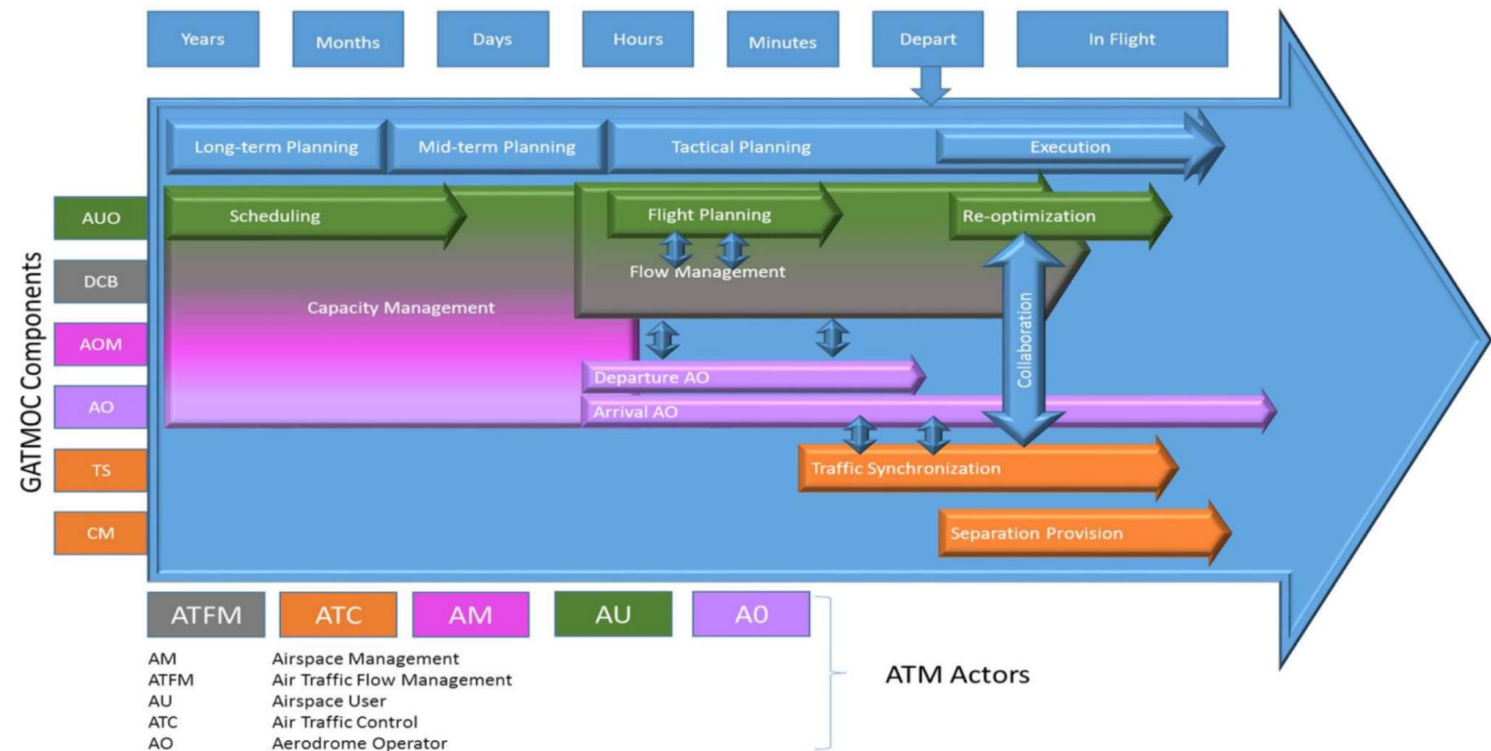 Years
Months
Days
Hours
Minutes
Depart
In Flight
Long-term Planning
Mid-term Planning
Tactical Planning
Execution
GATMOC Components
AUO
DCB
AOM
AO
TS
CM
Scheduling
Flight Planning
Re-optimization
Flow Management
Capacity Management
Collaboration
Departure AO
Arrival AO
Traffic Synchronization
Separation Provision
ATFM
ATC
AM
AU
A0
AM Airspace Management
ATFM Air Traffic Flow Management
AU Airspace User
ATC Air Traffic Control
AO Aerodrome Operator
ATM Actors